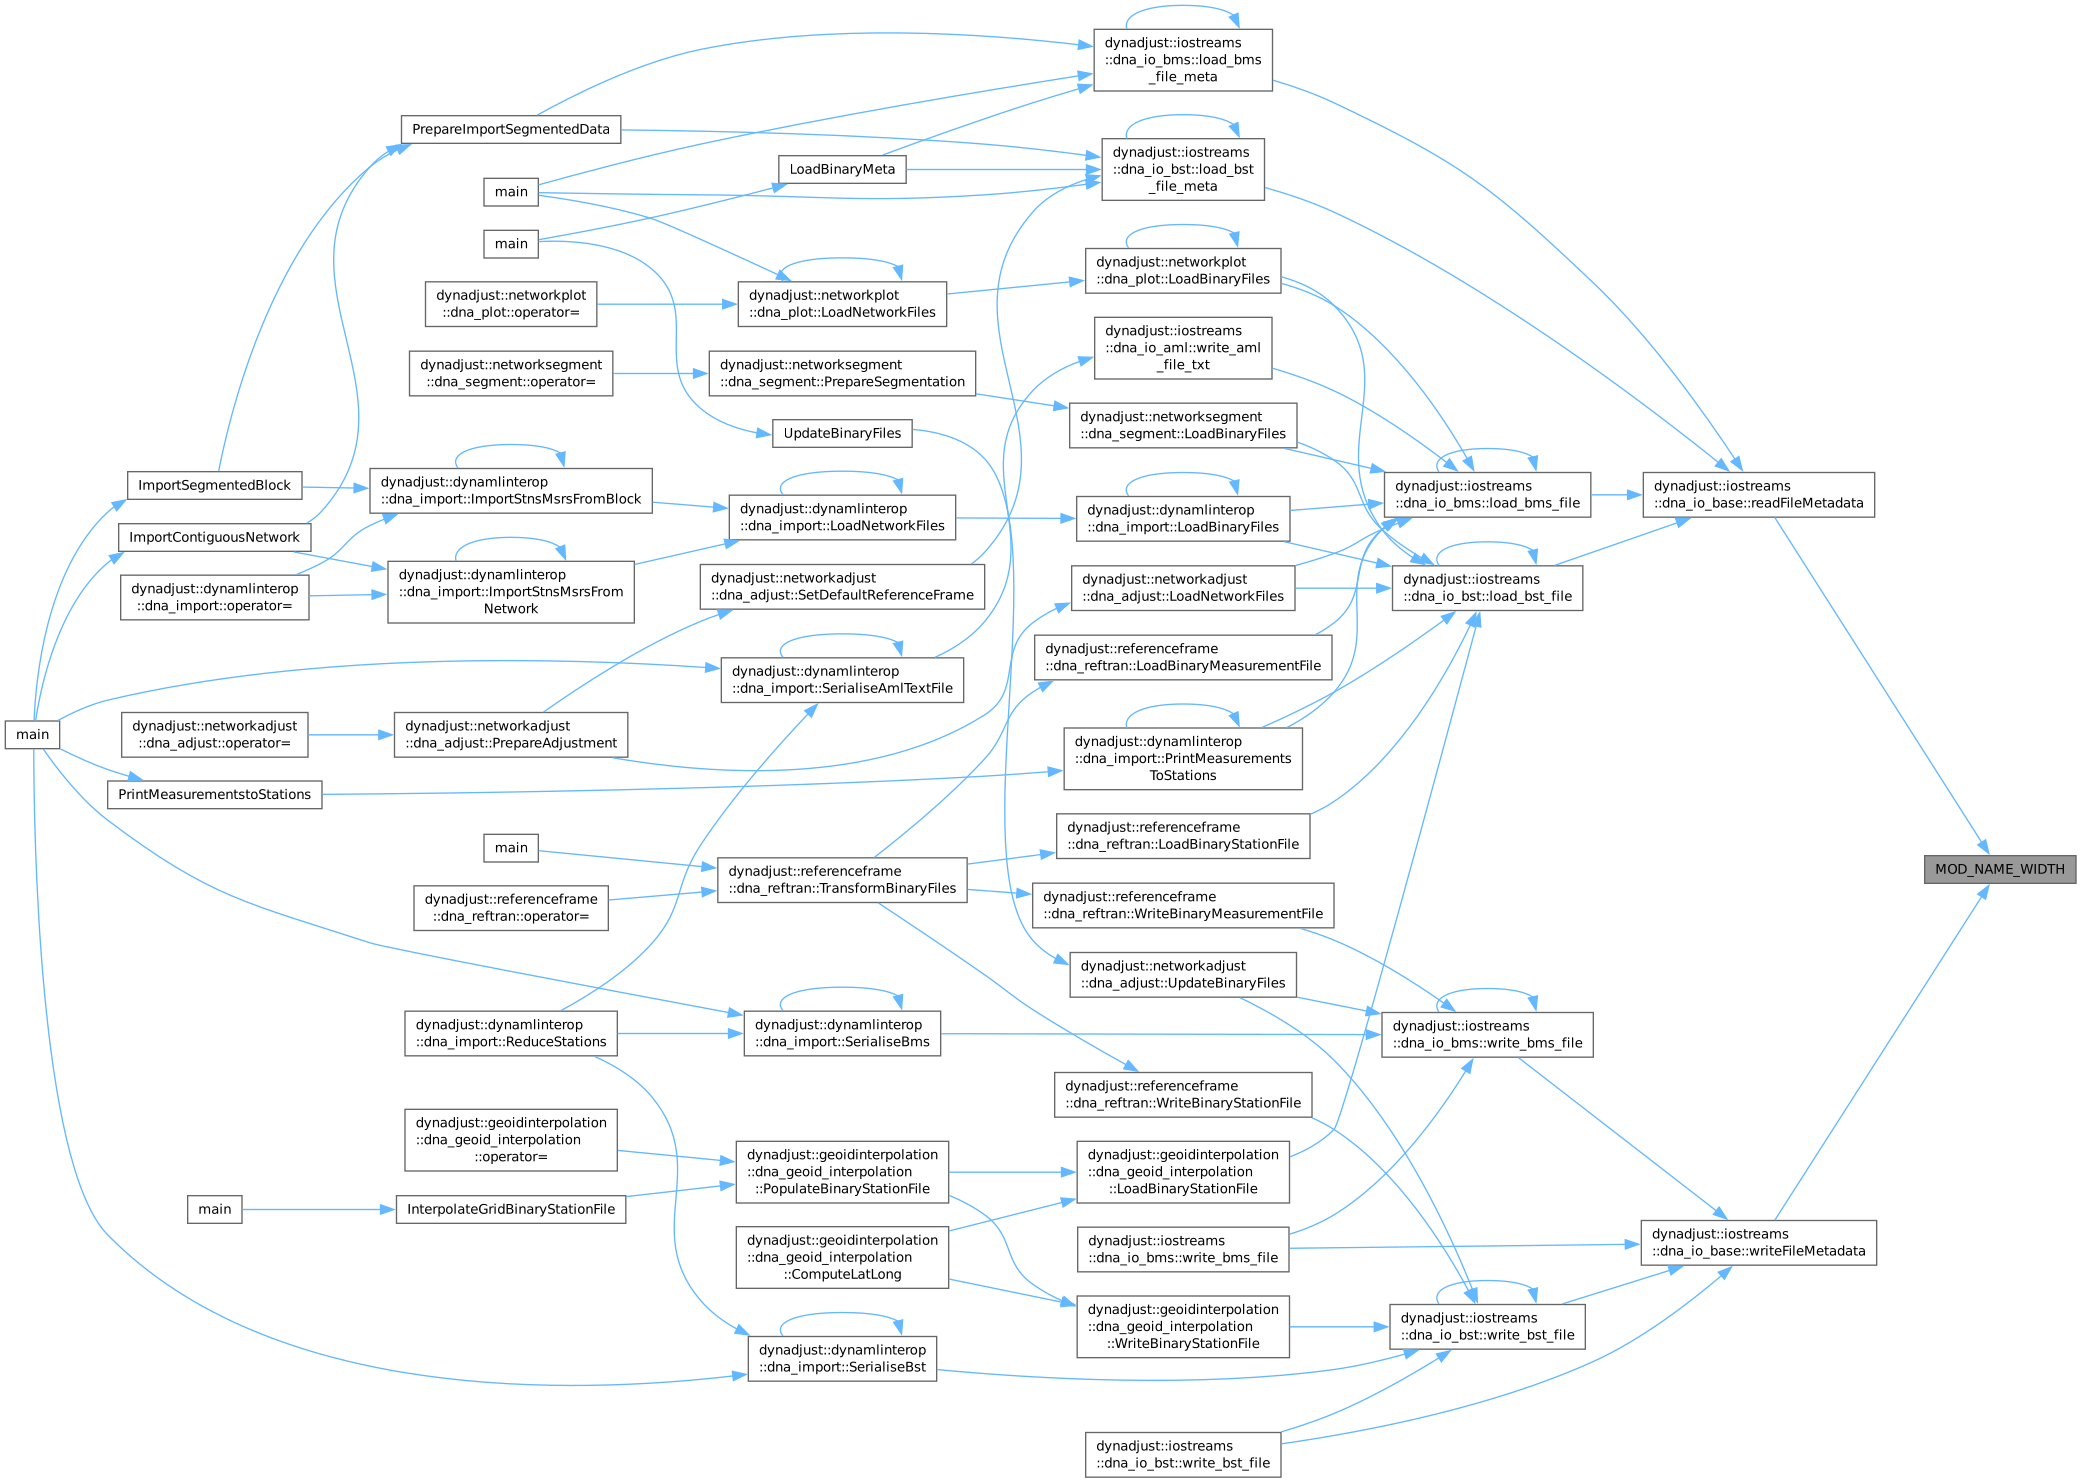 dynadjust::iostreams
::dna_io_bms::load_bms
_file_meta
PrepareImportSegmentedData
dynadjust::iostreams
::dna_io_bst::load_bst
_file_meta
LoadBinaryMeta
main
main
dynadjust::networkplot
::dna_plot::LoadBinaryFiles
dynadjust::networkplot
::dna_plot::operator=
dynadjust::networkplot
::dna_plot::LoadNetworkFiles
dynadjust::iostreams
::dna_io_aml::write_aml
_file_txt
dynadjust::networksegment
::dna_segment::operator=
dynadjust::networksegment
::dna_segment::PrepareSegmentation
dynadjust::networksegment
::dna_segment::LoadBinaryFiles
UpdateBinaryFiles
ImportSegmentedBlock
dynadjust::dynamlinterop
::dna_import::ImportStnsMsrsFromBlock
dynadjust::dynamlinterop
::dna_import::LoadNetworkFiles
dynadjust::dynamlinterop
::dna_import::LoadBinaryFiles
dynadjust::iostreams
::dna_io_bms::load_bms_file
dynadjust::iostreams
::dna_io_base::readFileMetadata
ImportContiguousNetwork
dynadjust::dynamlinterop
::dna_import::operator=
dynadjust::dynamlinterop
::dna_import::ImportStnsMsrsFrom
Network
dynadjust::networkadjust
::dna_adjust::SetDefaultReferenceFrame
dynadjust::networkadjust
::dna_adjust::LoadNetworkFiles
dynadjust::iostreams
::dna_io_bst::load_bst_file
dynadjust::referenceframe
::dna_reftran::LoadBinaryMeasurementFile
dynadjust::dynamlinterop
::dna_import::SerialiseAmlTextFile
main
dynadjust::networkadjust
::dna_adjust::operator=
dynadjust::networkadjust
::dna_adjust::PrepareAdjustment
dynadjust::dynamlinterop
::dna_import::PrintMeasurements
ToStations
PrintMeasurementstoStations
main
dynadjust::referenceframe
::dna_reftran::LoadBinaryStationFile
dynadjust::referenceframe
::dna_reftran::TransformBinaryFiles
MOD_NAME_WIDTH
dynadjust::referenceframe
::dna_reftran::operator=
dynadjust::referenceframe
::dna_reftran::WriteBinaryMeasurementFile
dynadjust::networkadjust
::dna_adjust::UpdateBinaryFiles
dynadjust::dynamlinterop
::dna_import::ReduceStations
dynadjust::dynamlinterop
::dna_import::SerialiseBms
dynadjust::iostreams
::dna_io_bms::write_bms_file
dynadjust::referenceframe
::dna_reftran::WriteBinaryStationFile
dynadjust::geoidinterpolation
::dna_geoid_interpolation
::operator=
dynadjust::geoidinterpolation
::dna_geoid_interpolation
::PopulateBinaryStationFile
dynadjust::geoidinterpolation
::dna_geoid_interpolation
::LoadBinaryStationFile
main
InterpolateGridBinaryStationFile
dynadjust::geoidinterpolation
::dna_geoid_interpolation
::ComputeLatLong
dynadjust::iostreams
::dna_io_bms::write_bms_file
dynadjust::iostreams
::dna_io_base::writeFileMetadata
dynadjust::geoidinterpolation
::dna_geoid_interpolation
::WriteBinaryStationFile
dynadjust::iostreams
::dna_io_bst::write_bst_file
dynadjust::dynamlinterop
::dna_import::SerialiseBst
dynadjust::iostreams
::dna_io_bst::write_bst_file